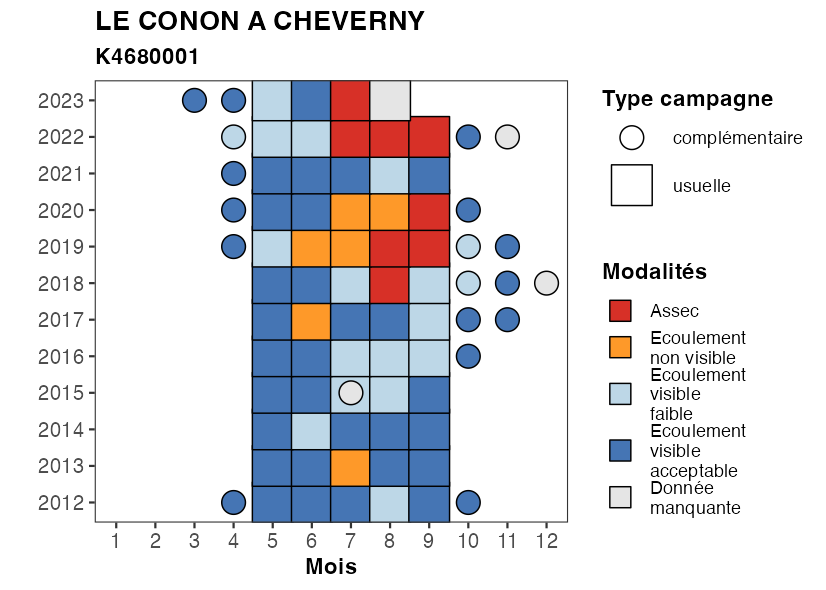 LE CONON A CHEVERNY
K4680001
2023
2022
2021
2020
2019
2018
2017
2016
2015
2014
2013
2012
1 2 3 4 5 6 7 8 9 10 11 12
Mois
Type campagne
complémentaire
usuelle
Modalités
Assec
Ecoulement
non visible
Ecoulement
visible
faible
Ecoulement
visible
acceptable
Donnée
manquante